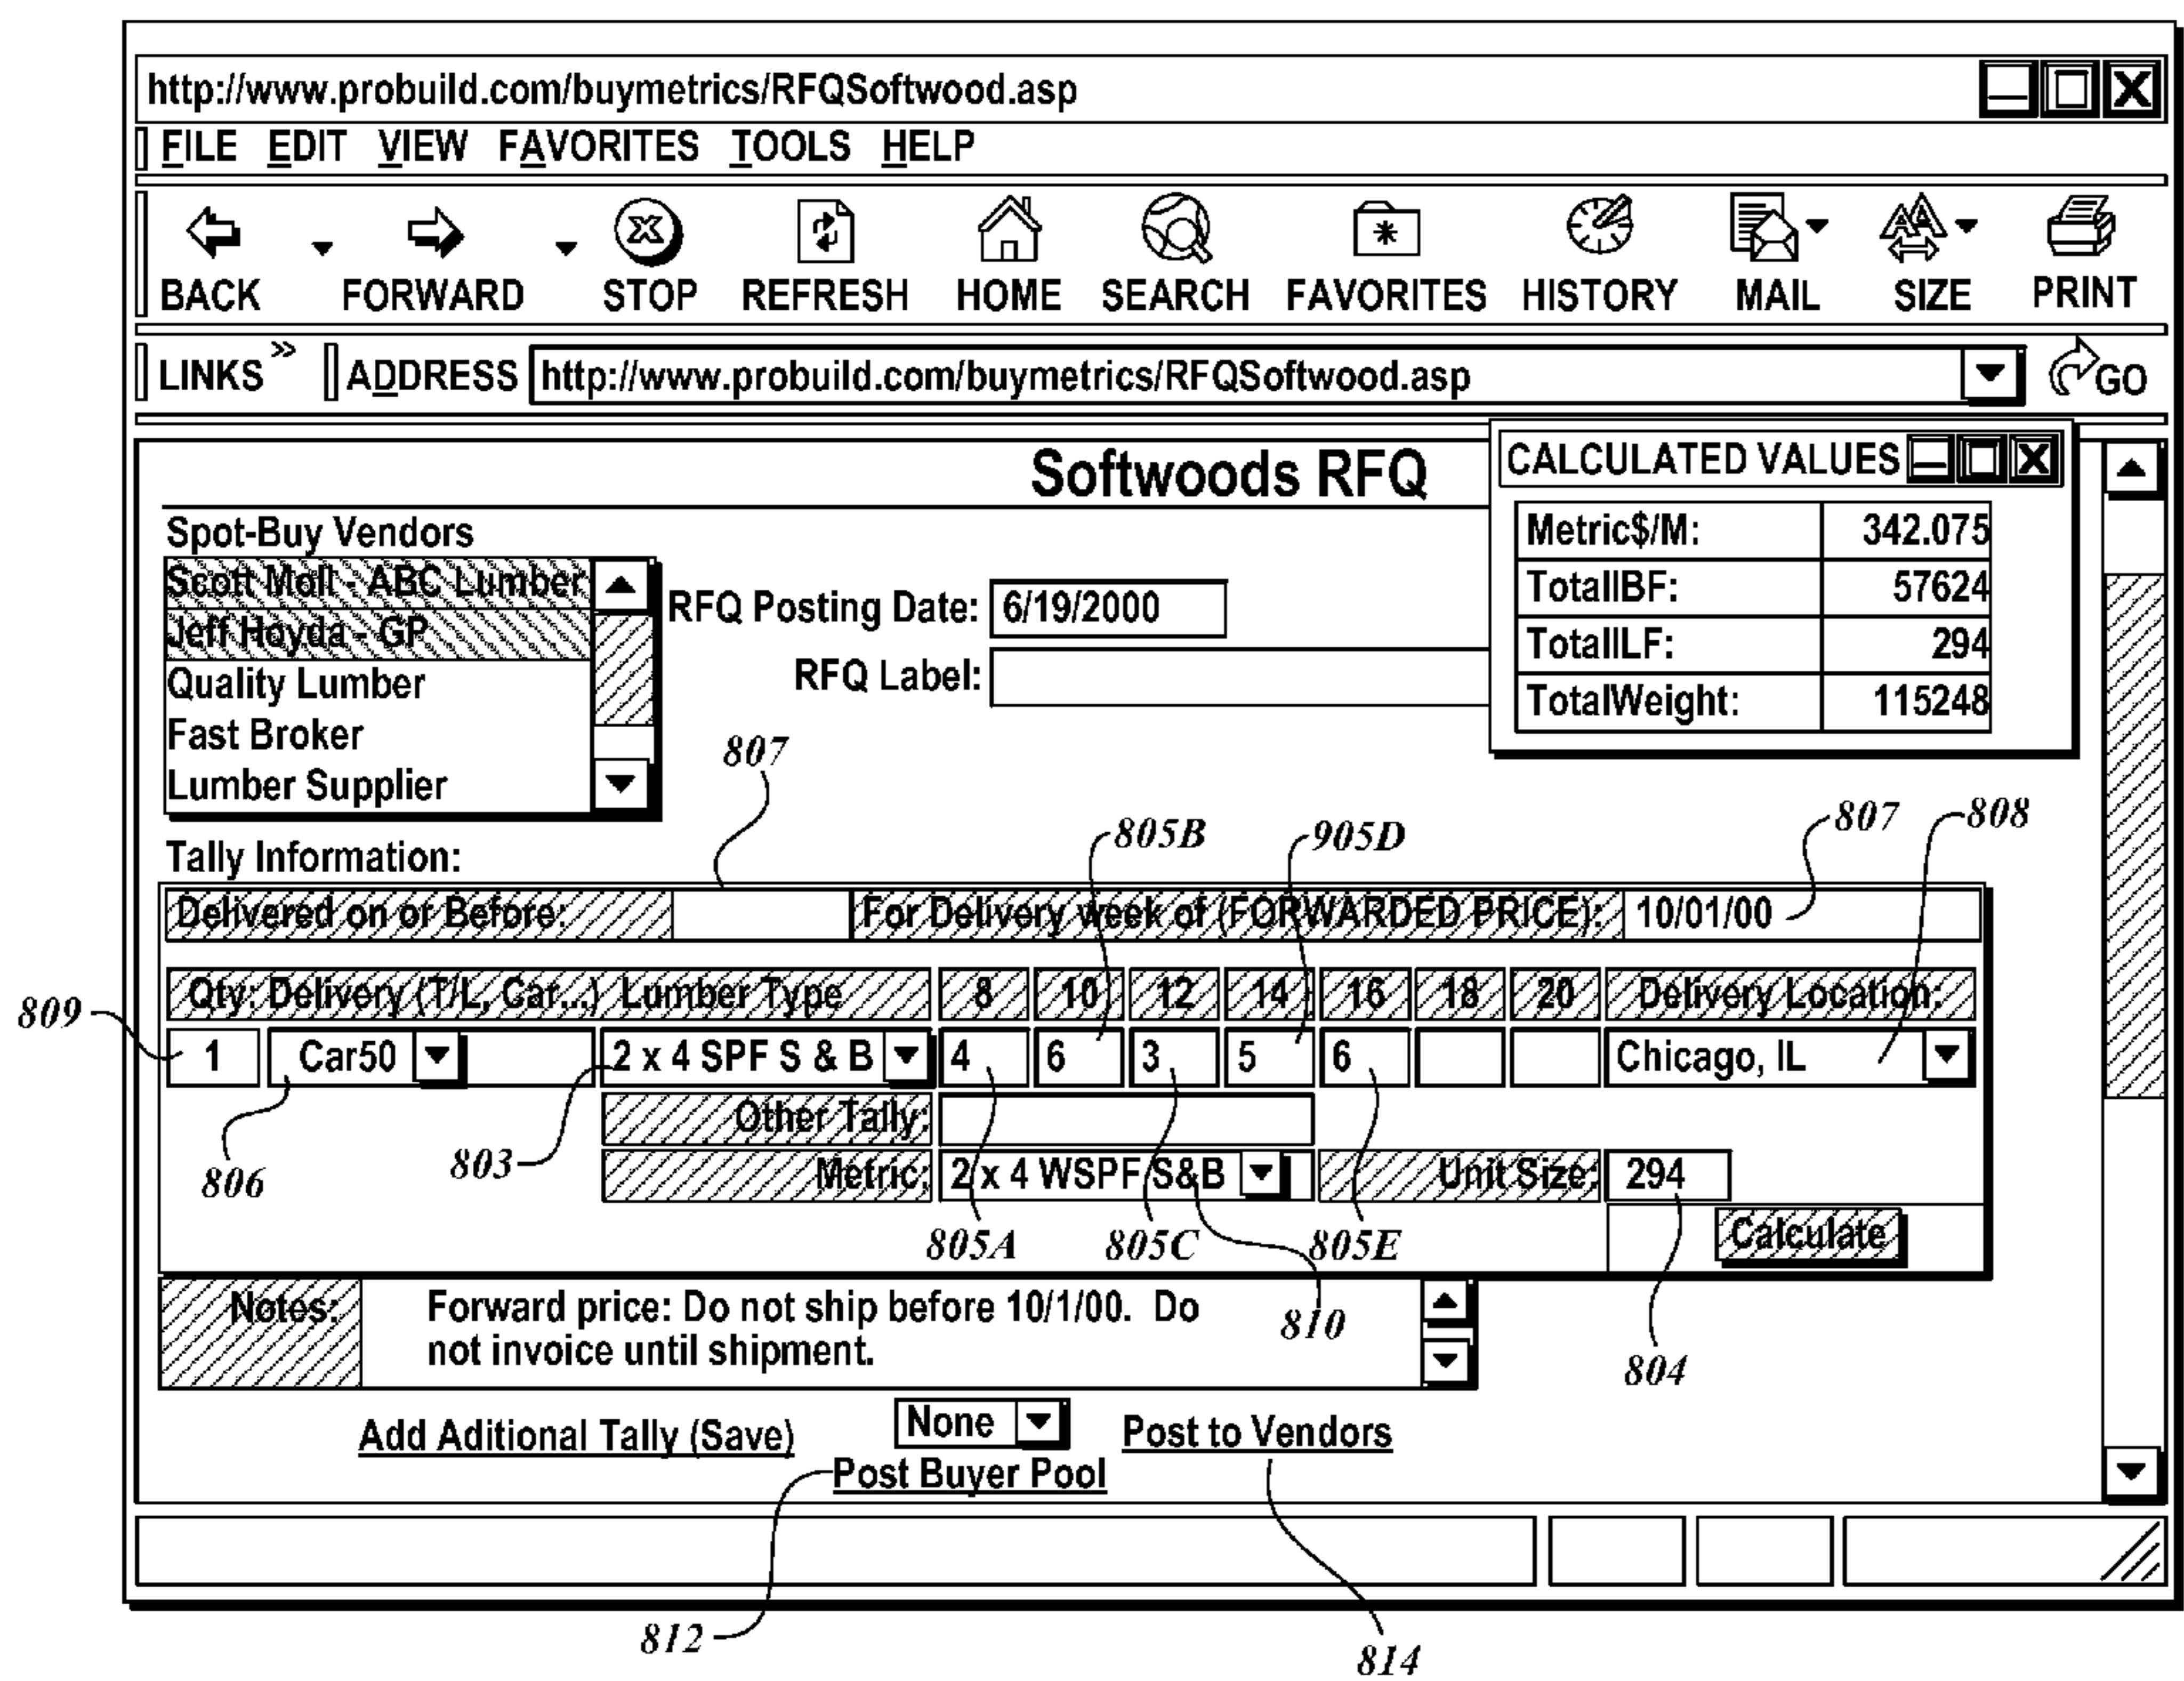 http://www.probuild.com/buymetrics/RFQSoftwood.asp
FILE EDIT VIEW FAVORITES TOOLS HELP
BACK FORWARD STOP REFRESH HOME SEARCH FAVORITES HISTORY MAIL SIZE PRINT
LINKS » ADDRESS http://www.probuild.com/buymetrics/RFQSoftwood.asp GO
Softwoods RFQ
CALCULATED VALUES
Metric$/M: 342.075
TotallBF: 57624
TotallLF: 294
TotalWeight: 115248
Spot-Buy Vendors
Scott Moll - ABC Lumber
Jeff Hoyda - GP
Quality Lumber
Fast Broker
Lumber Supplier
RFQ Posting Date: 6/19/2000
RFQ Label:
807
805B 905D 807 808
Tally Information:
Delivered on or Before: For Delivery week of (FORWARDED PRICE): 10/01/00
Qty: Delivery (T/L, Car...) Lumber Type 8 10 12 14 16 18 20 Delivery Location:
809
1 Car50 2 x 4 SPF S & B 4 6 3 5 6 Chicago, IL
Other Tally:
806 803
Metric: 2 x 4 WSPF S&B Unit Size: 294
805A 805C 805E
Calculate
Notes: Forward price: Do not ship before 10/1/00. Do
not invoice until shipment.
810
804
Add Aditional Tally (Save) None Post to Vendors
Post Buyer Pool
812
814